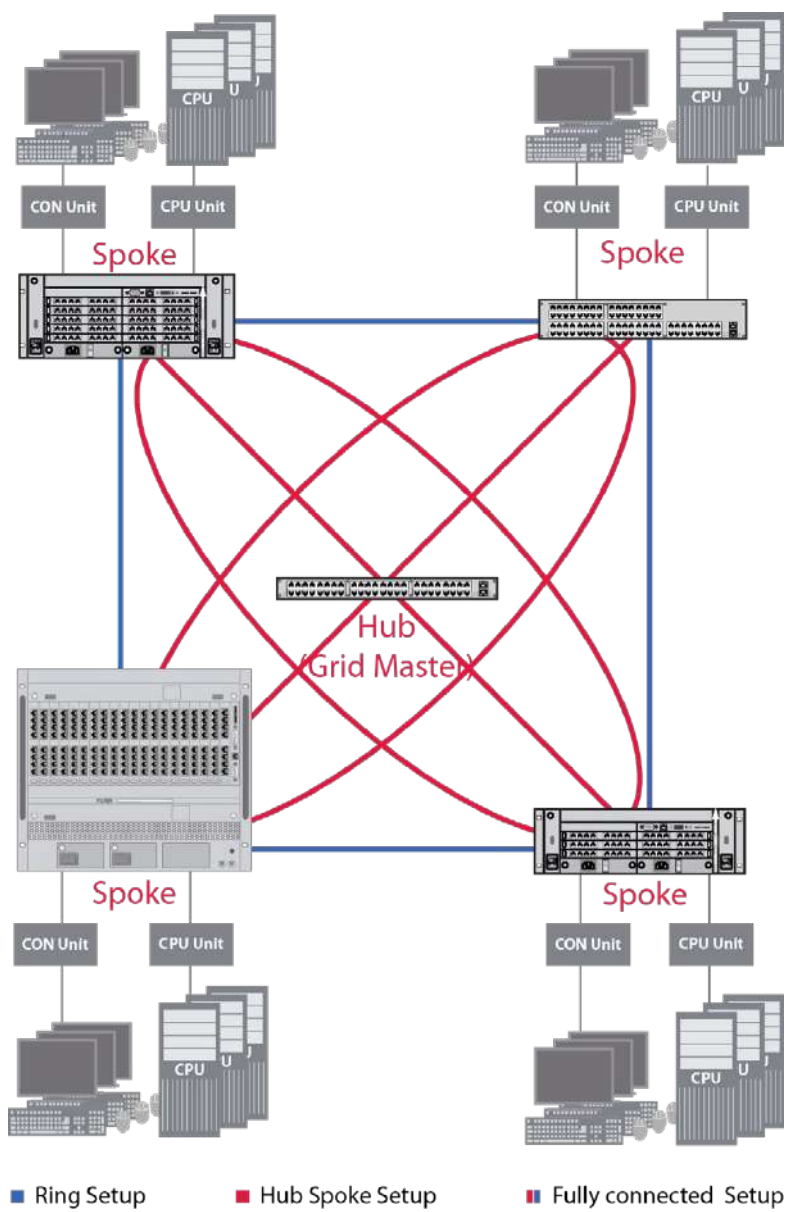 CPU
U
CPU
U
CON Unit
CPU Unit
CON Unit
CPU Unit
Spoke
Spoke
Hub
(Grid Master)
Spoke
Spoke
CON Unit
CPU Unit
CON Unit
CPU Unit
CPU
U
CPU
U
Ring Setup
Hub Spoke Setup
Fully connected Setup